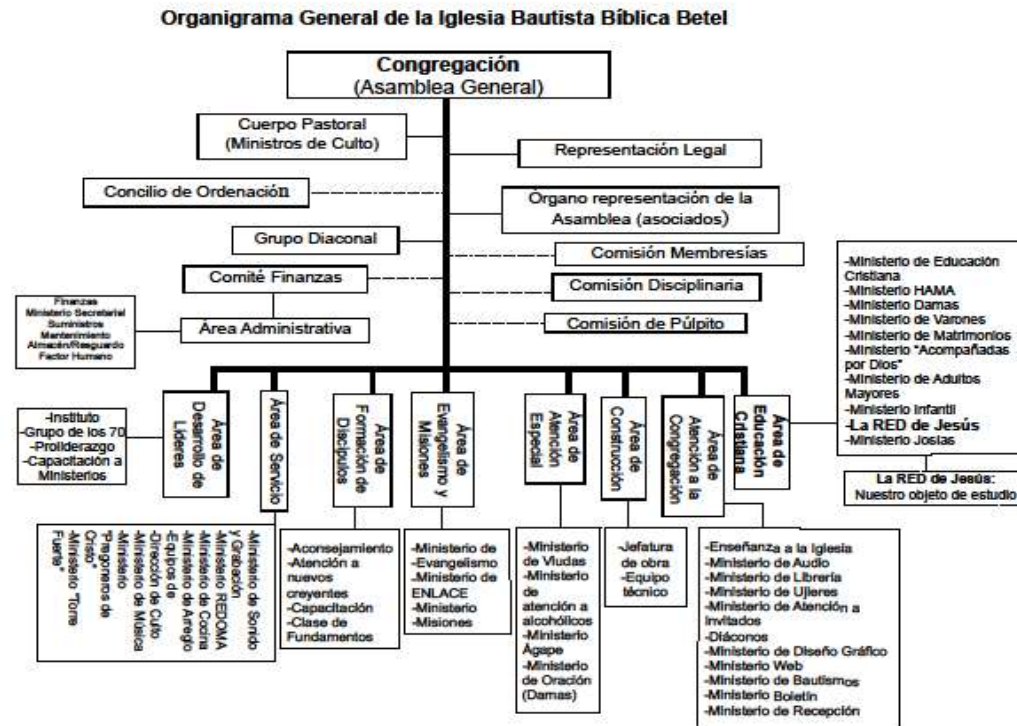 Organigrama General de la Iglesia Bautista Bíblica Betel
Congregación
(Asamblea General)
Cuerpo Pastoral
(Ministros de Culto)
Representación Legal
Concilio de Ordenación
Órgano representación de la
Asamblea (asociados)
Grupo Diaconal
Comisión Membresías
Comité Finanzas
Comisión Disciplinaria
Finanzas
Ministerio Secretarial
Suministros
Mantenimiento
Almacén/Resguardo
Factor Humano
Área Administrativa
Comisión de Púlpito
-Ministerio de Educación
Cristiana
-Ministerio HAMA
-Ministerio Damas
-Ministerio de Varones
-Ministerio de Matrimonios
-Ministerio "Acompañadas
por Dios"
-Ministerio de Adultos
Mayores
-Ministerio Infantil
-La RED de Jesús
-Ministerio Josías
La RED de Jesús:
Nuestro objeto de estudio
-Instituto
-Grupo de los 70
-Proliderazgo
-Capacitación a
Ministerios
Área de
Desarrollo de
Líderes
Área de Servicio
Área de
Formación de
Discípulos
Área de
Evangelismo y
Misiones
Área de
Atención
Especial
Área de
Construcción
Área de
Atención a la
Congregación
Área de
Educación
Cristiana
-Ministerio de Sonido
y Grabación
-Ministerio REDOMA
-Ministerio de Cocina
-Ministerio de Arreglo
-Equipos de
-Dirección de Culto
-Ministerio de Música
-Ministerio
"Pregoneros de
Cristo"
-Ministerio "Torre
Fuerte"
-Aconsejamiento
-Atención a
nuevos
creyentes
-Capacitación
-Clase de
Fundamentos
-Ministerio de
-Evangelismo
-Ministerio de
ENLACE
-Ministerio
-Misiones
-Ministerio
de Viudas
-Ministerio
de
atención a
alcohólicos
-Ministerio
Ágape
-Ministerio
de Oración
(Damas)
-Jefatura
de obra
-Equipo
técnico
-Enseñanza a la Iglesia
-Ministerio de Audio
-Ministerio de Librería
-Ministerio de Ujieres
-Ministerio de Atención a
Invitados
-Diáconos
-Ministerio de Diseño Gráfico
-Ministerio Web
-Ministerio de Bautismos
-Ministerio Boletín
-Ministerio de Recepción